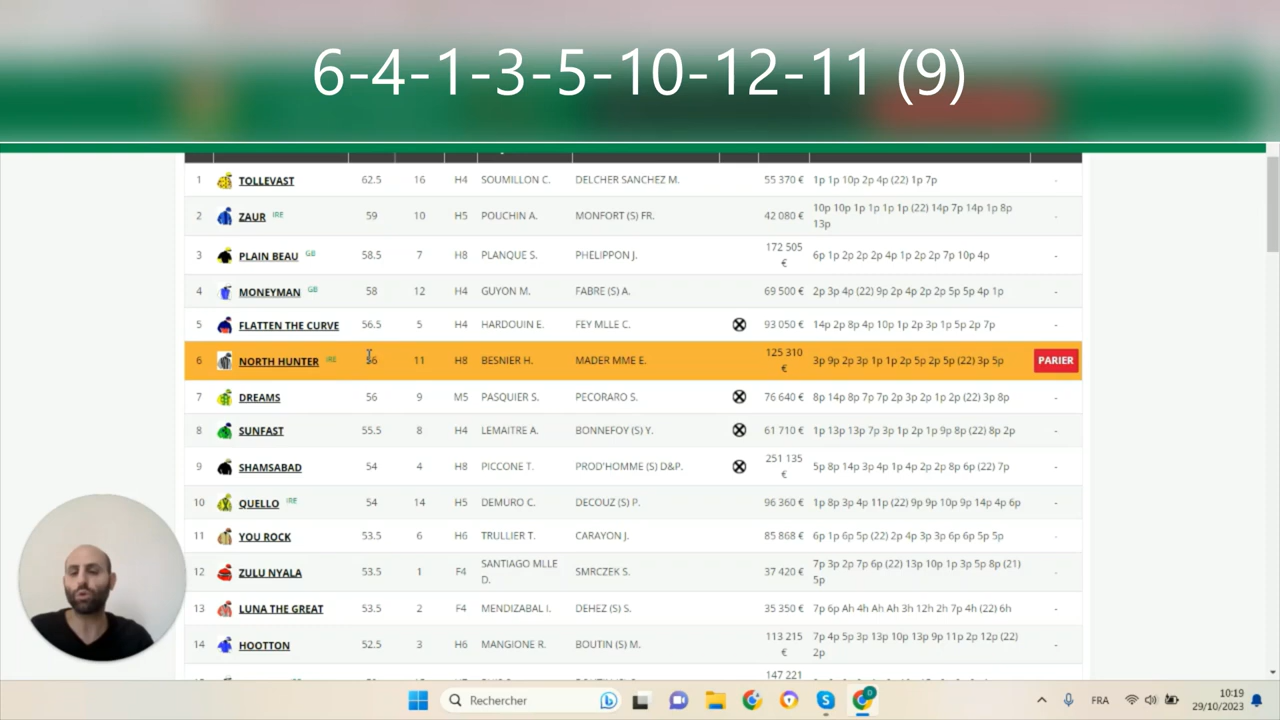 6-4-1-3-5-10-12-11 (9)
1 TOLLEVAST 62.5 16 H4 SOUMILLON C. DELCHER SANCHEZ M. 55 370 € 1p 1p 10p 2p 4p (22) 1p 7p -
2 ZAUR IRE 59 10 H5 POUCHIN A. MONFORT (S) FR. 42 080 € 10p 10p 1p 1p 1p 1p (22) 14p 7p 14p 1p 8p
13p -
3 PLAIN BEAU GB 58.5 7 H8 PLANQUE S. PHELIPPON J. 172 505
€ 6p 1p 2p 2p 2p 4p 1p 2p 2p 7p 10p 4p -
4 MONEYMAN GB 58 12 H4 GUYON M. FABRE (S) A. 69 500 € 2p 3p 4p (22) 9p 2p 4p 2p 2p 5p 5p 4p 1p -
5 FLATTEN THE CURVE 56.5 5 H4 HARDOUIN E. FEY MLLE C. 93 050 € 14p 2p 8p 4p 10p 1p 2p 3p 1p 5p 2p 7p -
6 NORTH HUNTER IRE 56 11 H8 BESNIER H. MADER MME E. 125 310
€ 3p 9p 2p 3p 1p 1p 2p 5p 2p 5p (22) 3p 5p PARIER
7 DREAMS 56 9 M5 PASQUIER S. PECORARO S. 76 640 € 8p 14p 8p 7p 7p 2p 3p 2p 1p 2p (22) 3p 8p -
8 SUNFAST 55.5 8 H4 LEMAITRE A. BONNEFOY (S) Y. 61 710 € 1p 13p 13p 7p 3p 1p 2p 1p 9p 8p (22) 8p 2p -
9 SHAMSABAD 54 4 H8 PICCONE T. PROD'HOMME (S) D&P. 251 135
€ 5p 8p 14p 3p 4p 1p 4p 2p 2p 8p 6p (22) 7p -
10 QUELLO IRE 54 14 H5 DEMURO C. DECOUZ (S) P. 96 360 € 1p 8p 3p 4p 11p (22) 9p 9p 10p 9p 14p 4p 6p -
11 YOU ROCK 53.5 6 H6 TRULLIER T. CARAYON J. 85 868 € 6p 1p 6p 5p (22) 2p 4p 3p 3p 6p 6p 5p 5p -
12 ZULU NYALA 53.5 1 F4 SANTIAGO MLLE
D. SMRCZEK S. 37 420 € 7p 3p 2p 7p 6p (22) 13p 10p 1p 3p 5p 8p (21)
5p -
13 LUNA THE GREAT 53.5 2 F4 MENDIZABAL I. DEHEZ (S) S. 35 350 € 7p 6p Ah 4h Ah Ah 3h 12h 2h 7p 4h (22) 6h -
14 HOOTTON 52.5 3 H6 MANGIONE R. BOUTIN (S) M. 113 215
€ 7p 4p 5p 3p 13p 10p 13p 9p 11p 2p 12p (22)
2p -
147 221
Rechercher
FRA
10:19
29/10/2023